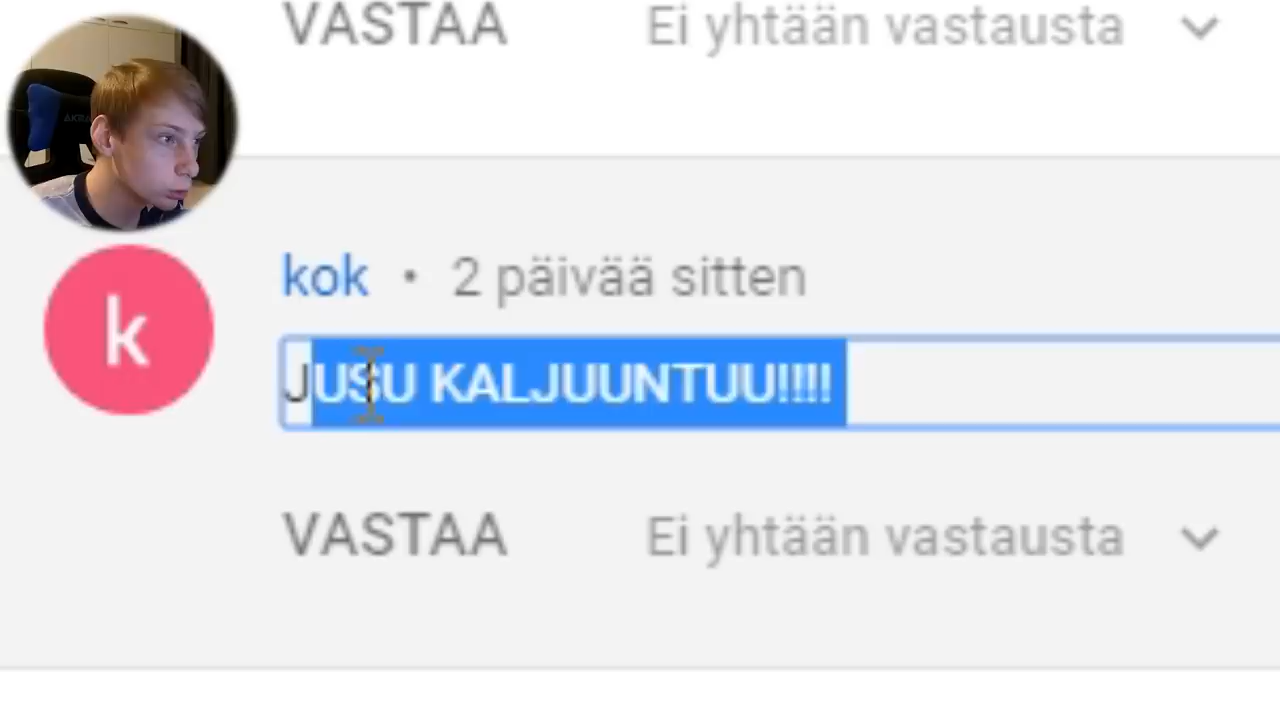 VASTAA Ei yhtään vastausta
k
kok • 2 päivää sitten
JUSU KALJUUNTUU!!!!
VASTAA Ei yhtään vastausta